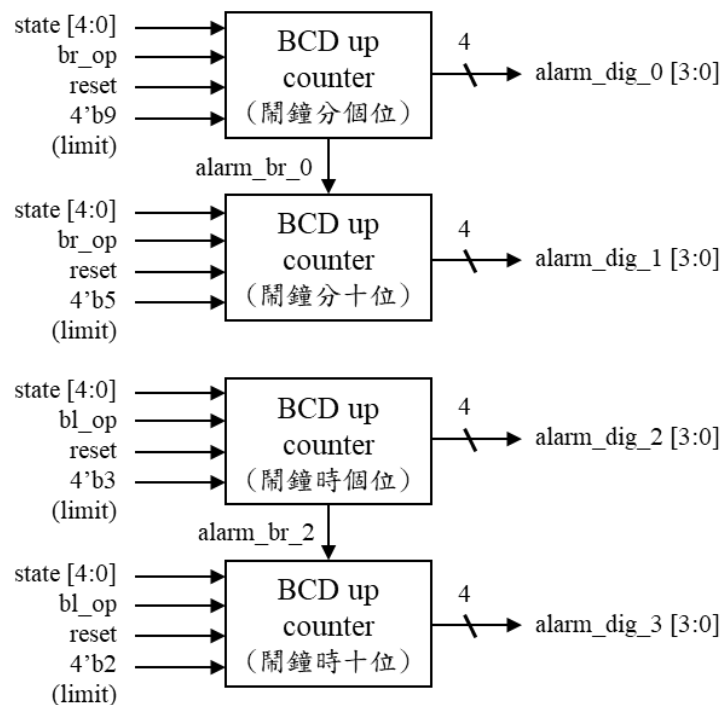 state [4:0]
br_op
reset
4’b9
(limit)
BCD up
counter
(鬧鐘分個位)
4
alarm_dig_0 [3:0]
alarm_br_0
state [4:0]
br_op
reset
4’b5
(limit)
BCD up
counter
(鬧鐘分十位)
4
alarm_dig_1 [3:0]
state [4:0]
bl_op
reset
4’b3
(limit)
BCD up
counter
(鬧鐘時個位)
4
alarm_dig_2 [3:0]
alarm_br_2
state [4:0]
bl_op
reset
4’b2
(limit)
BCD up
counter
(鬧鐘時十位)
4
alarm_dig_3 [3:0]